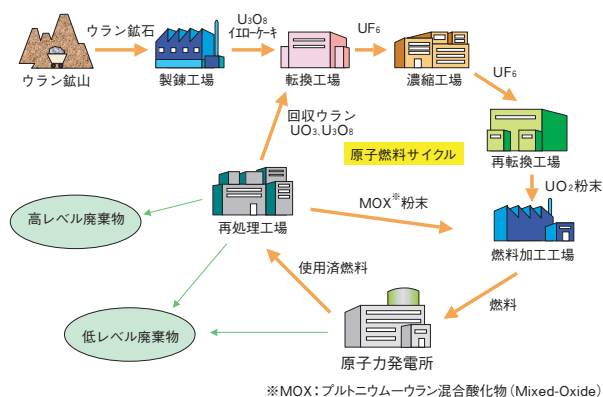 ウラン鉱山
ウラン鉱石
製錬工場
U₃O₈
イエローケーキ
転換工場
UF₆
濃縮工場
UF₆
再転換工場
UO₂粉末
燃料加工工場
燃料
原子力発電所
使用済燃料
再処理工場
回収ウラン
UO₃、U₃O₈
MOX※粉末
原子燃料サイクル
高レベル廃棄物
低レベル廃棄物
※MOX：プルトニウムーウラン混合酸化物（Mixed-Oxide）